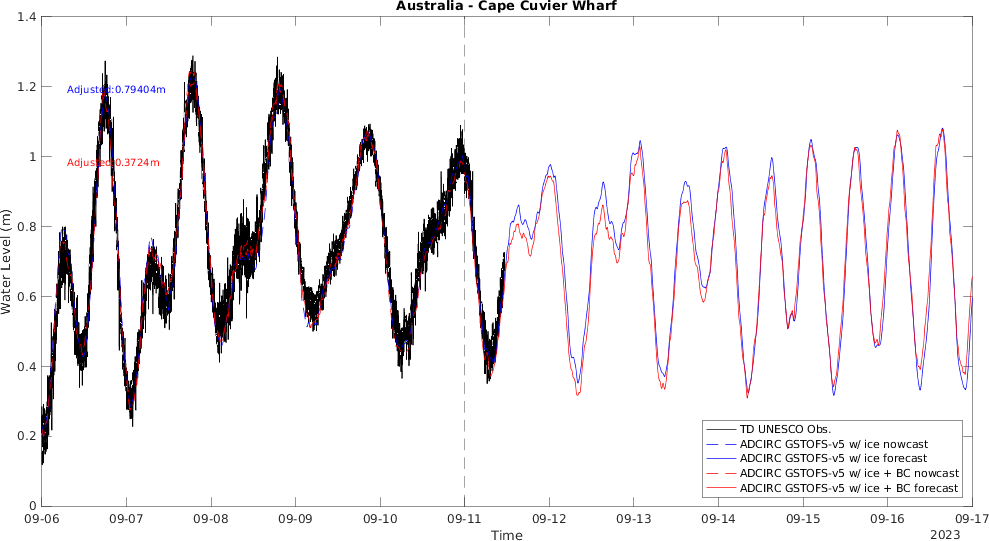 Australia - Cape Cuvier Wharf
1.4
1.2
1
0.8
0.6
0.4
0.2
0
Water Level (m)
Adjusted:0.79404m
Adjusted:0.3724m
TD UNESCO Obs.
ADCIRC GSTOFS-v5 w/ ice nowcast
ADCIRC GSTOFS-v5 w/ ice forecast
ADCIRC GSTOFS-v5 w/ ice + BC nowcast
ADCIRC GSTOFS-v5 w/ ice + BC forecast
09-06 09-07 09-08 09-09 09-10 09-11 09-12 09-13 09-14 09-15 09-16 09-17
Time
2023